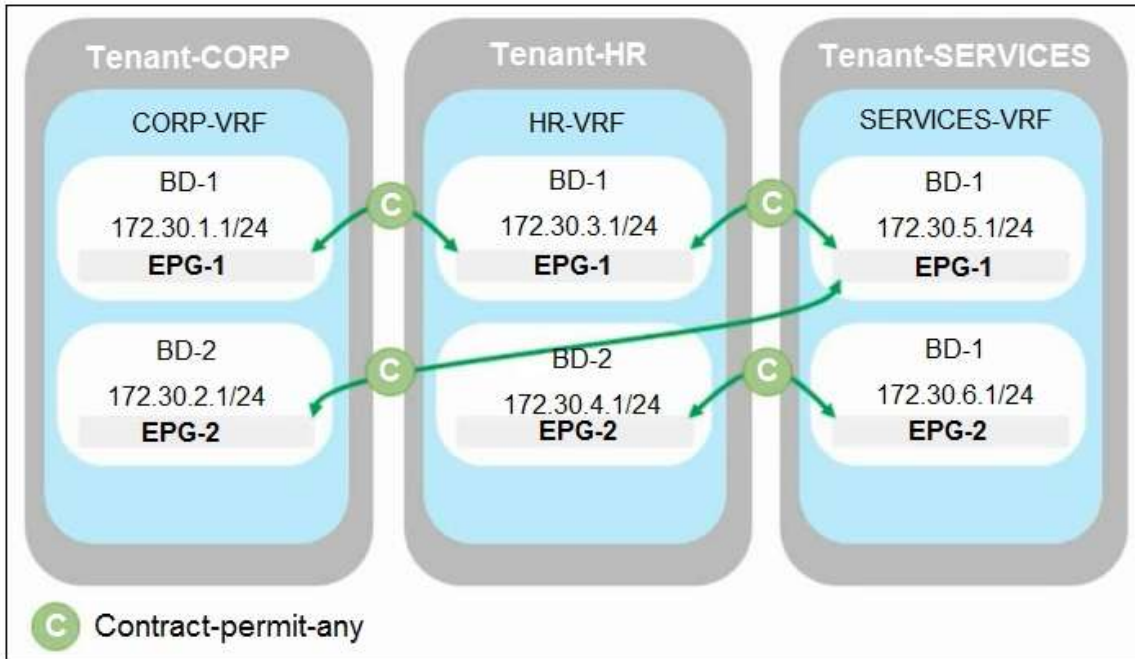 Tenant-CORP
CORP-VRF
BD-1
172.30.1.1/24
EPG-1
BD-2
172.30.2.1/24
EPG-2
Tenant-HR
HR-VRF
BD-1
172.30.3.1/24
EPG-1
BD-2
172.30.4.1/24
EPG-2
Tenant-SERVICES
SERVICES-VRF
BD-1
172.30.5.1/24
EPG-1
BD-1
172.30.6.1/24
EPG-2
C
C
C
C
C Contract-permit-any